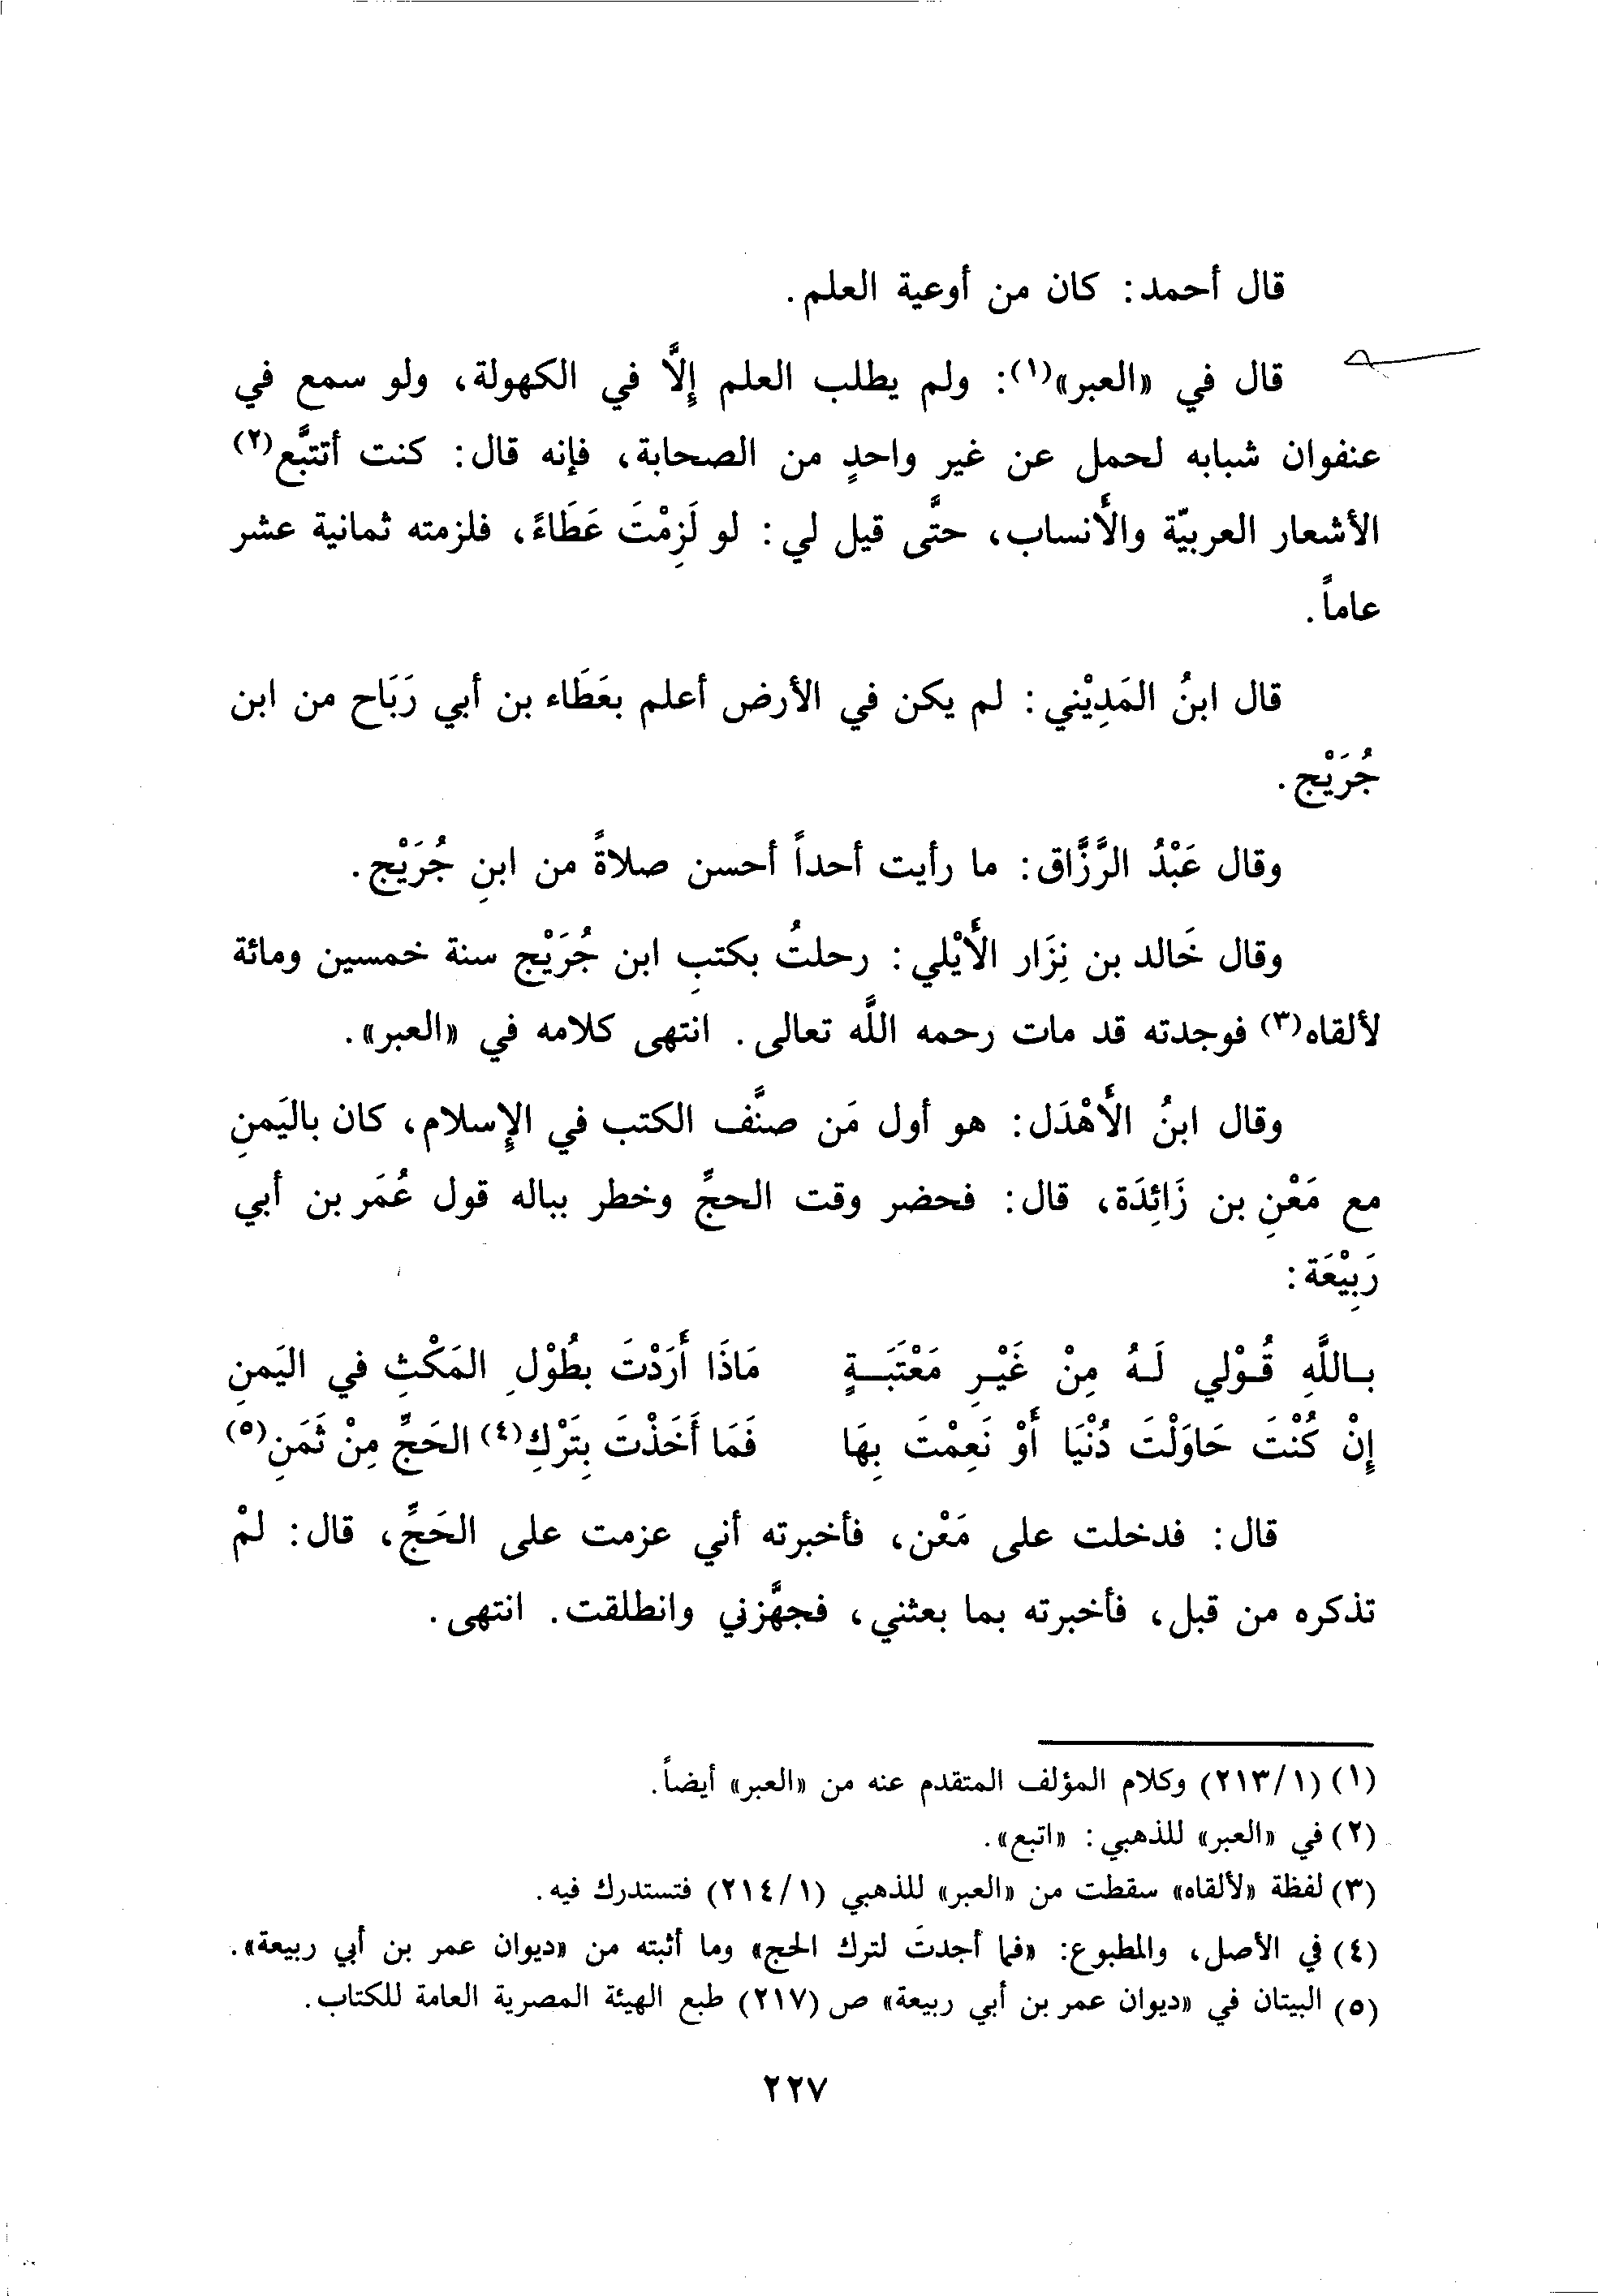 قال أحمد: كان من أوعية العلم.
قال في «العبر»(١): ولم يطلب العلم إِلَّا في الكهولة، ولو سمع في
عنفوان شبابه لحمل عن غير واحدٍ من الصحابة، فإنه قال: كنت أتتبَّع(٢)
الأشعار العربيّة والأَنساب، حتَّى قيل لي: لو لَزِمْتَ عَطَاءً، فلزمته ثمانية عشر
عاماً.
قال ابنُ المَدِيْني: لم يكن في الأرض أعلم بعَطَاء بن أبي رَبَاح من ابن
جُرَيْج.
وقال عَبْدُ الرَّزَّاق: ما رأيت أحداً أحسن صلاةً من ابنِ جُرَيْج.
وقال خَالد بن نِزَار الأَيْلي: رحلتُ بكتبِ ابن جُرَيْج سنة خمسين ومائة
لألقاه(٣) فوجدته قد مات رحمه اللَّه تعالى. انتهى كلامه في «العبر».
وقال ابنُ الأَهْدَل: هو أول مَن صنَّف الكتب في الإِسلام، كان باليَمنِ
مع مَعْنِ بن زَائِدَة، قال: فحضر وقت الحجِّ وخطر بباله قول عُمَر بن أبي
رَبِيْعَة:
بـاللَّهِ قُـوْلي لَـهُ مِنْ غَيْـرِ مَعْتَبَـةٍ مَاذَا أَرَدْتَ بطُوْلِ المَكْثِ في اليَمنِ
إِنْ كُنْتَ حَاوَلْتَ دُنْيَا أَوْ نَعِمْتَ بِهَا فَمَا أَخَذْتَ بِتَرْكِ(٤) الحَجِّ مِنْ ثَمَنِ(٥)
قال: فدخلت على مَعْن، فأخبرته أني عزمت على الحَجِّ، قال: لمْ
تذكره من قبل، فأخبرته بما بعثني، فجهَّزني وانطلقت. انتهى.
(١) (٢١٣/١) وكلام المؤلف المتقدم عنه من «العبر» أيضاً.
(٢) في «العبر» للذهبي: «اتبع».
(٣) لفظة «لألقاه» سقطت من «العبر» للذهبي (٢١٤/١) فتستدرك فيه.
(٤) في الأصل، والمطبوع: «فما أجدتَ لترك الحج» وما أثبته من «ديوان عمر بن أبي ربيعة».
(٥) البيتان في «ديوان عمر بن أبي ربيعة» ص (٢١٧) طبع الهيئة المصرية العامة للكتاب.
٢٢٧